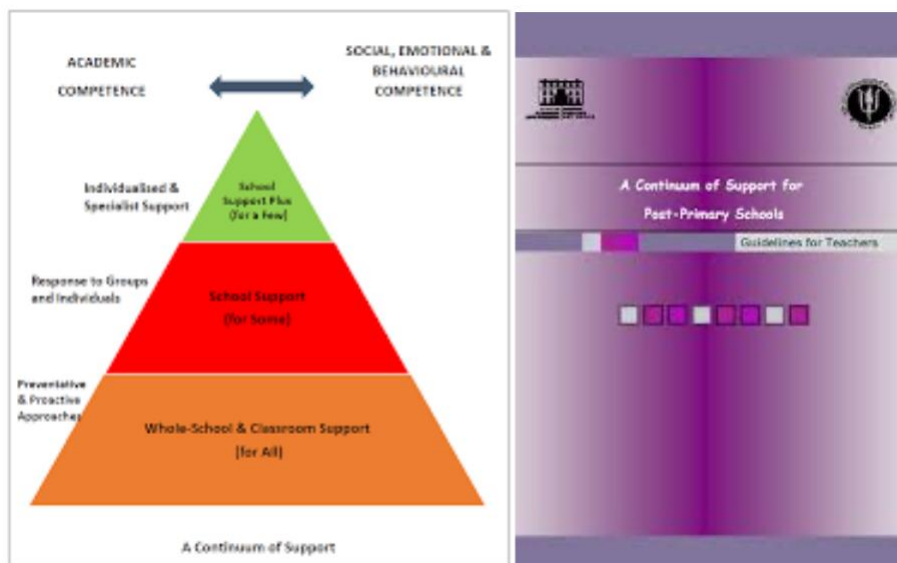 ACADEMIC
COMPETENCE
SOCIAL, EMOTIONAL &
BEHAVIOURAL
COMPETENCE
Individualised &
Specialist Support
School
Support Plus
(for a Few)
Response to Groups
and Individuals
School Support
(for Some)
Preventative
& Proactive
Approaches
Whole-School & Classroom Support
(for All)
A Continuum of Support
A Continuum of Support for
Post-Primary Schools
Guidelines for Teachers